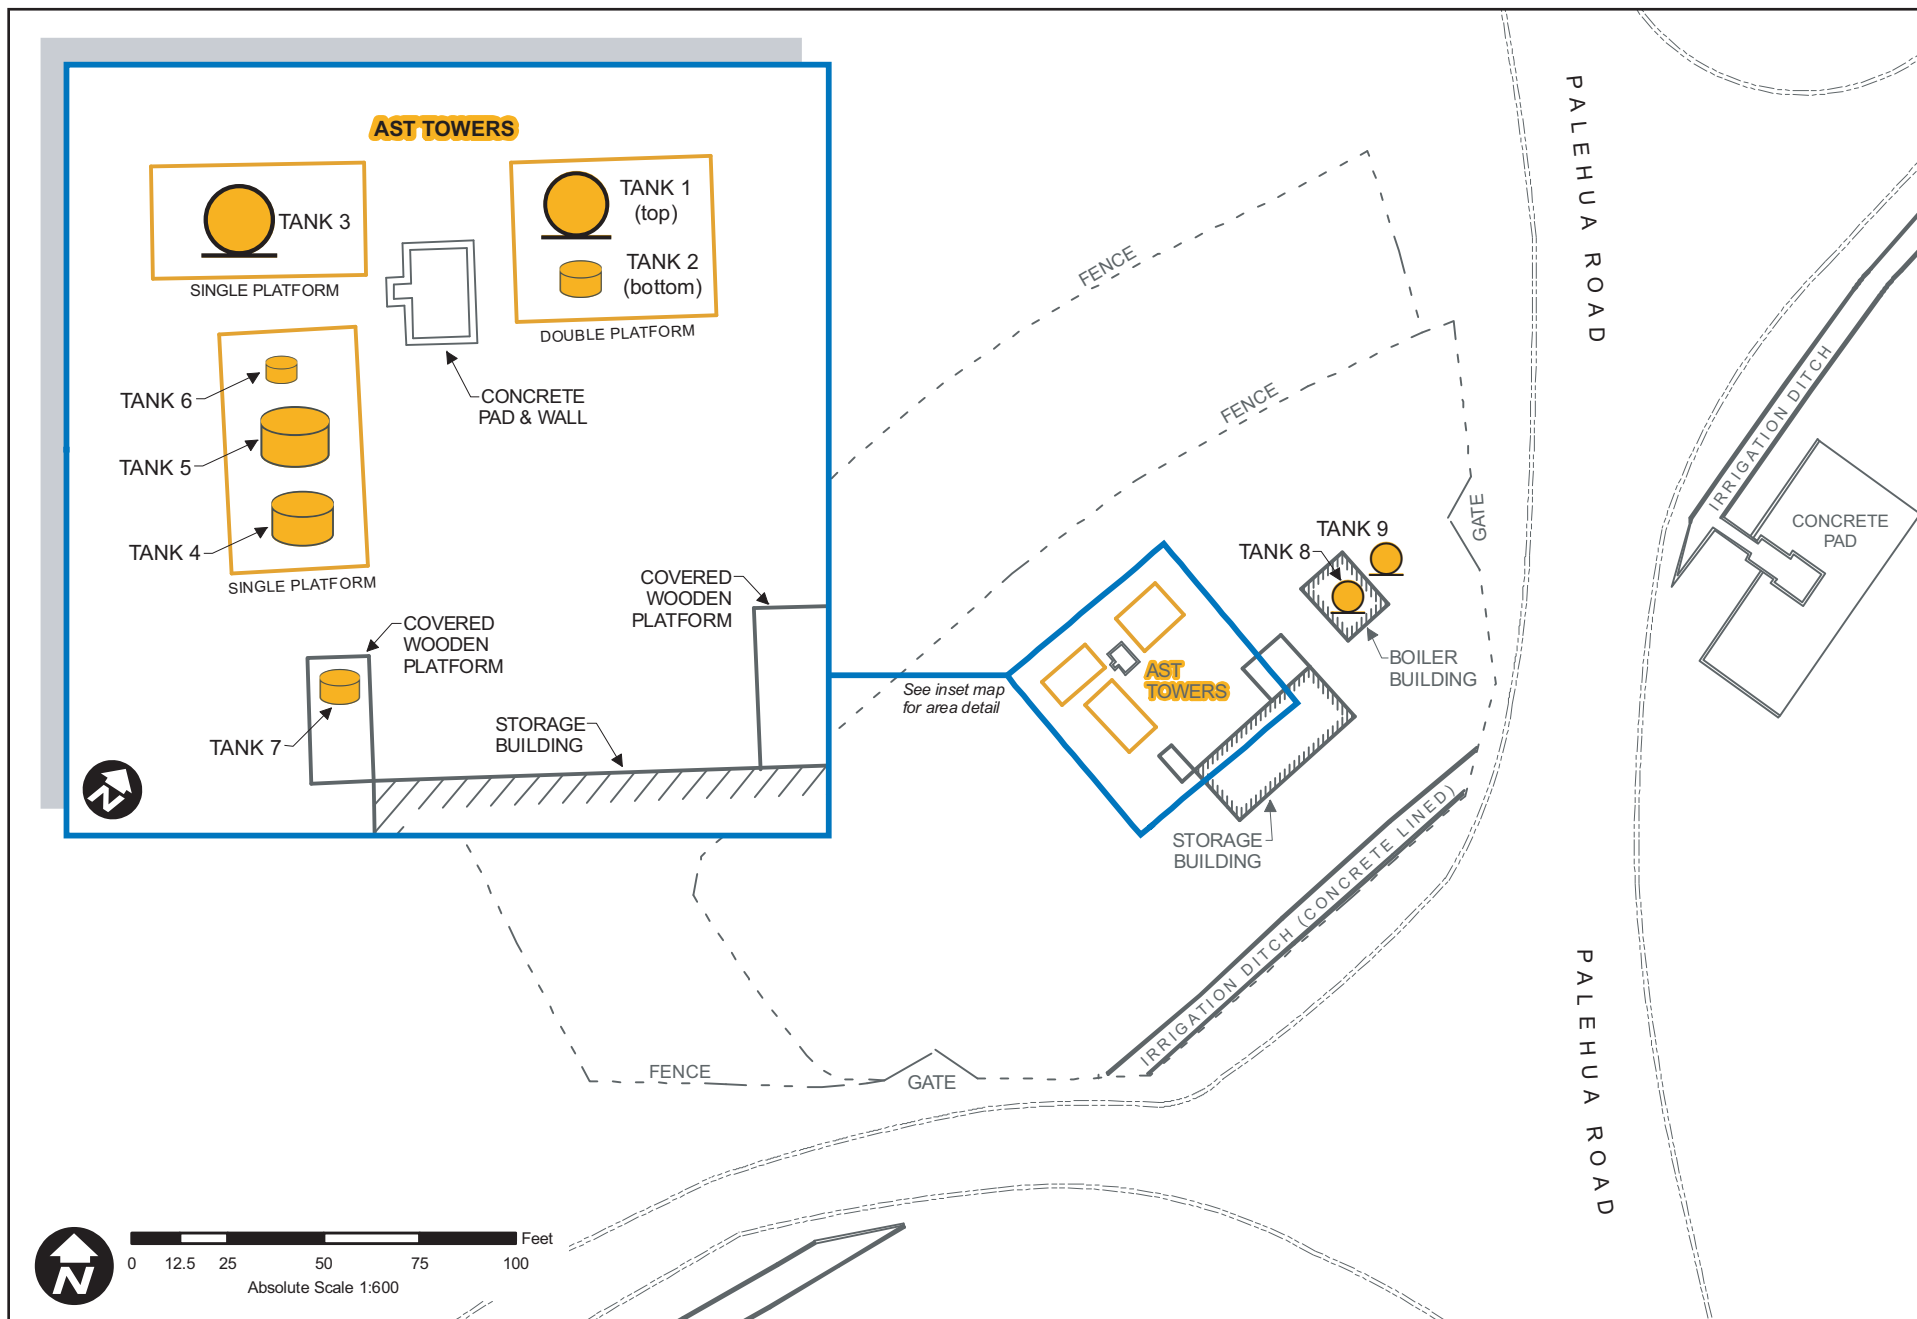 AST TOWERS
TANK 3
SINGLE PLATFORM
TANK 1
(top)
TANK 2
(bottom)
DOUBLE PLATFORM
CONCRETE
PAD & WALL
TANK 6
TANK 5
TANK 4
SINGLE PLATFORM
COVERED
WOODEN
PLATFORM
COVERED
WOODEN
PLATFORM
TANK 7
STORAGE
BUILDING
N
See inset map
for area detail
FENCE
FENCE
GATE
TANK 9
TANK 8
AST
TOWERS
BOILER
BUILDING
STORAGE
BUILDING
IRRIGATION DITCH (CONCRETE LINED)
FENCE
GATE
PALEHUA ROAD
PALEHUA ROAD
IRRIGATION DITCH
CONCRETE
PAD
N
Feet
0 12.5 25 50 75 100
Absolute Scale 1:600